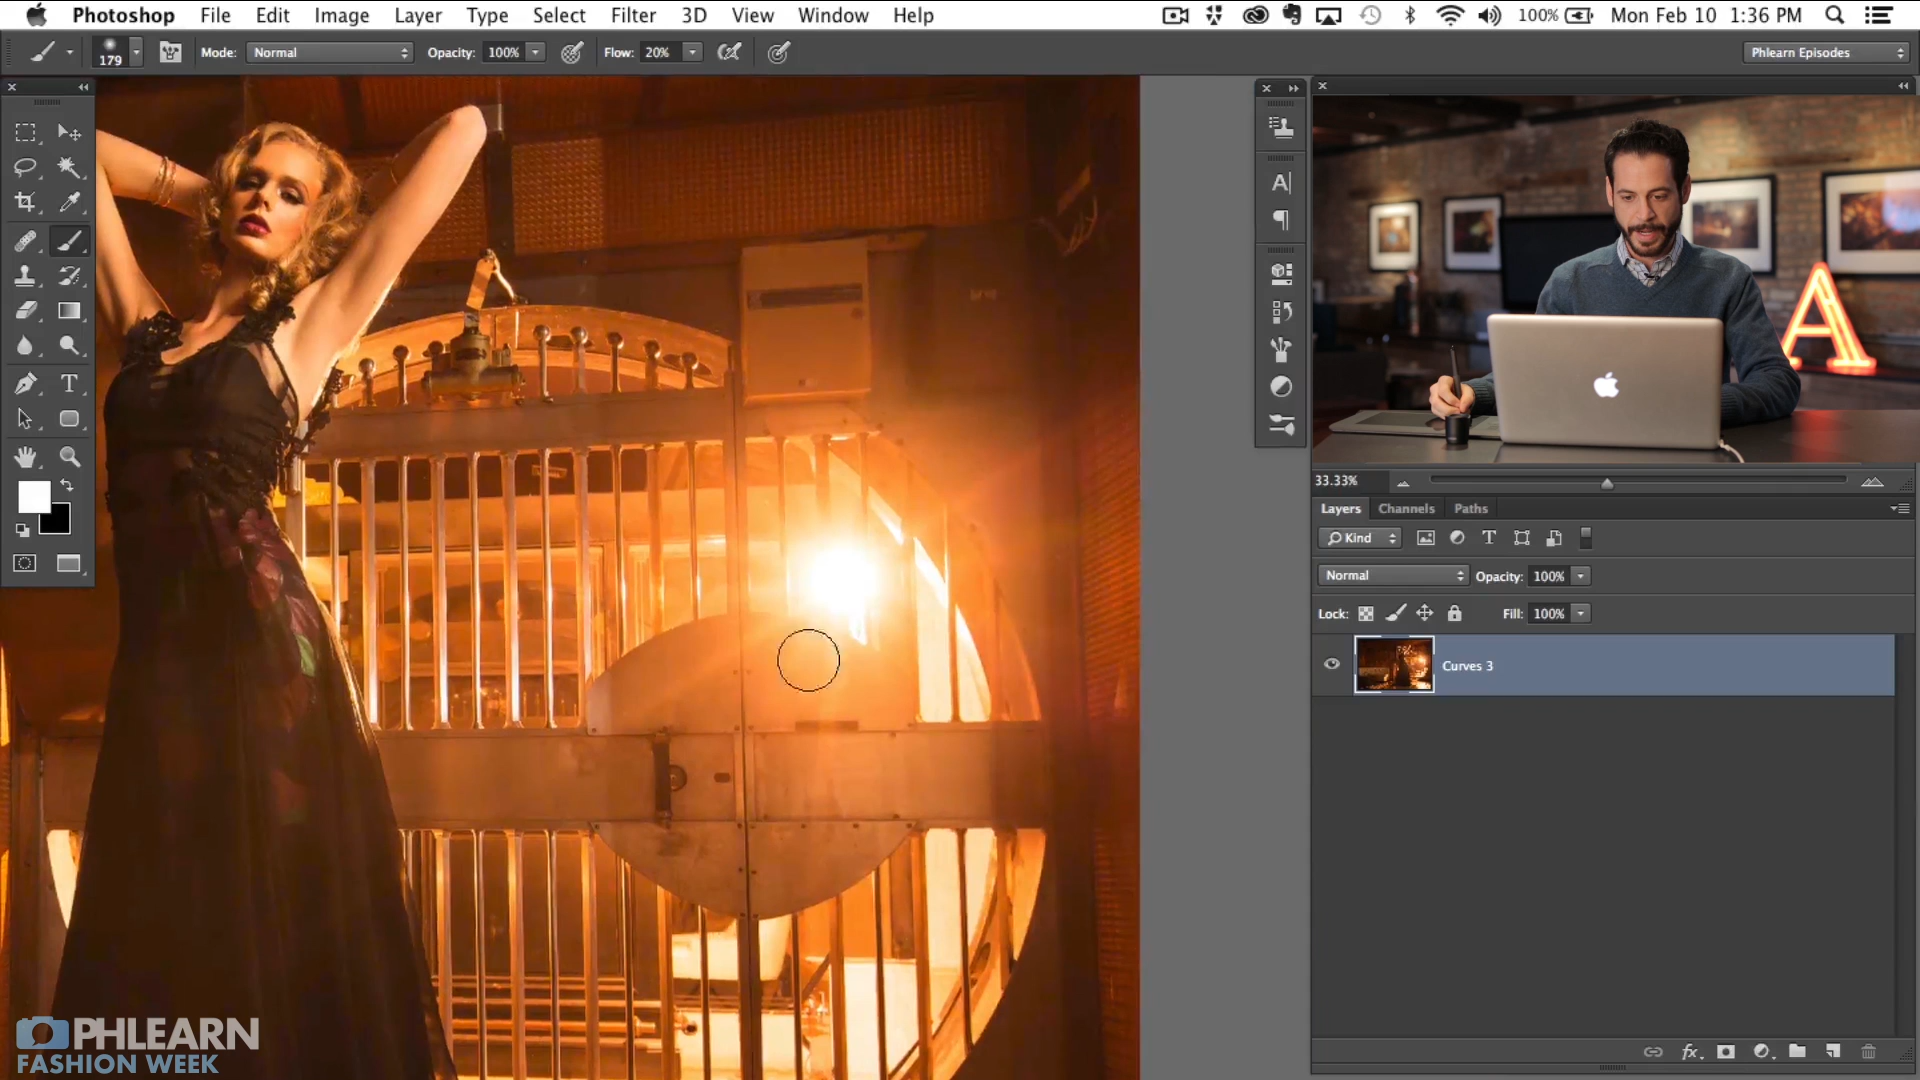 Photoshop File Edit Image Layer Type Select Filter 3D View Window Help 100% Mon Feb 10 1:36 PM
179 Mode: Normal Opacity: 100% Flow: 20% Phlearn Episodes
A
T
33.33%
Layers Channels Paths
Kind
Normal Opacity: 100%
Lock: Fill: 100%
Curves 3
PHLEARN
FASHION WEEK
fx